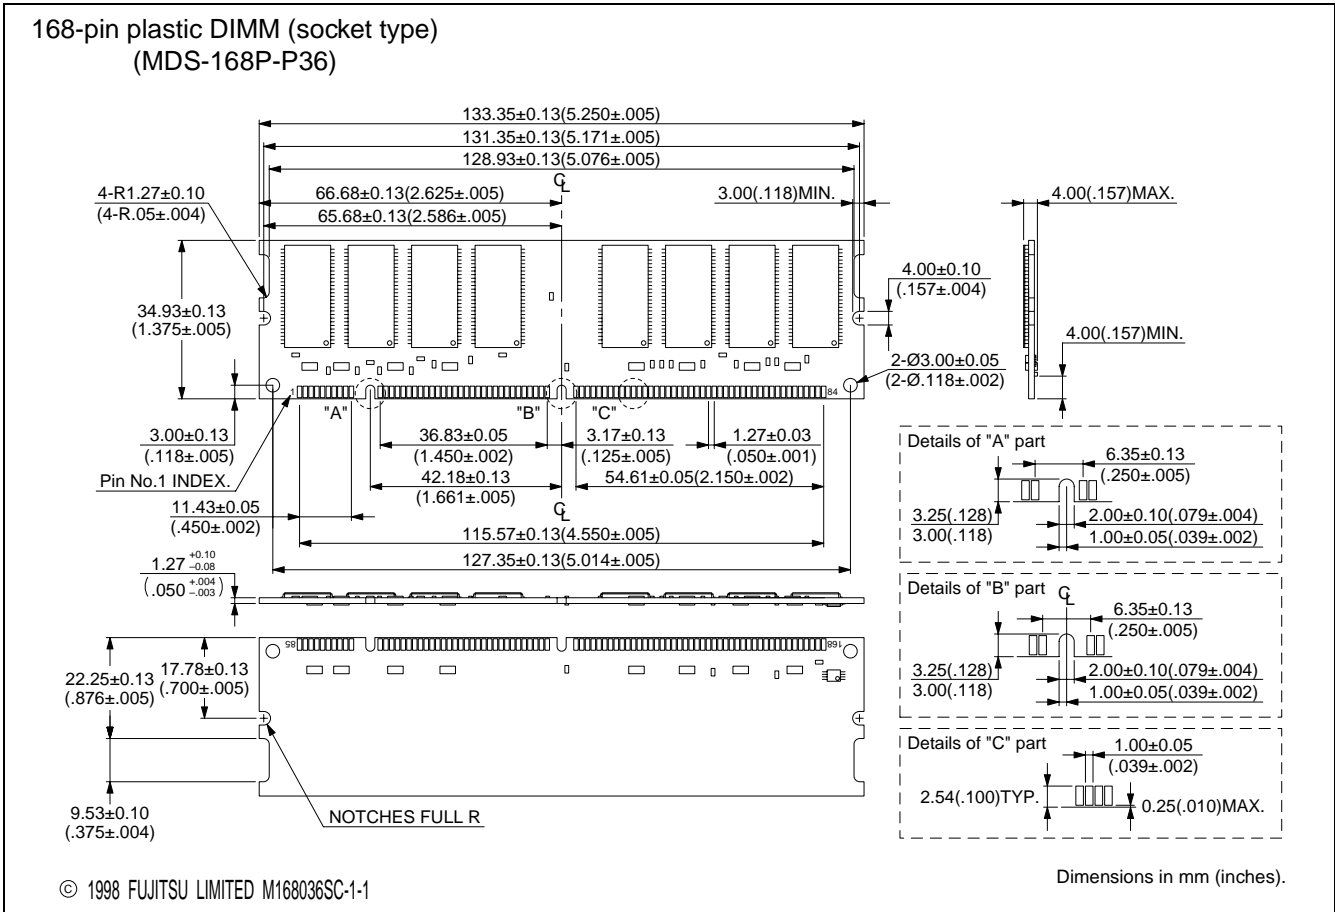 168-pin plastic DIMM (socket type)
(MDS-168P-P36)
133.35±0.13(5.250±.005)
131.35±0.13(5.171±.005)
128.93±0.13(5.076±.005)
4-R1.27±0.10
(4-R.05±.004)
66.68±0.13(2.625±.005)
65.68±0.13(2.586±.005)
CL
3.00(.118)MIN.
4.00(.157)MAX.
34.93±0.13
(1.375±.005)
4.00±0.10
(.157±.004)
4.00(.157)MIN.
2-Ø3.00±0.05
(2-Ø.118±.002)
1
84
"A"
"B"
"C"
3.00±0.13
(.118±.005)
36.83±0.05
(1.450±.002)
3.17±0.13
(.125±.005)
1.27±0.03
(.050±.001)
Pin No.1 INDEX.
42.18±0.13
(1.661±.005)
54.61±0.05(2.150±.002)
11.43±0.05
(.450±.002)
CL
115.57±0.13(4.550±.005)
127.35±0.13(5.014±.005)
1.27 +0.10 –0.08
(.050 +.004 –.003)
85
168
22.25±0.13
(.876±.005)
17.78±0.13
(.700±.005)
9.53±0.10
(.375±.004)
NOTCHES FULL R
Details of "A" part
6.35±0.13
(.250±.005)
3.25(.128)
3.00(.118)
2.00±0.10(.079±.004)
1.00±0.05(.039±.002)
Details of "B" part
CL
6.35±0.13
(.250±.005)
3.25(.128)
3.00(.118)
2.00±0.10(.079±.004)
1.00±0.05(.039±.002)
Details of "C" part
1.00±0.05
(.039±.002)
2.54(.100)TYP.
0.25(.010)MAX.
© 1998 FUJITSU LIMITED M168036SC-1-1
Dimensions in mm (inches).